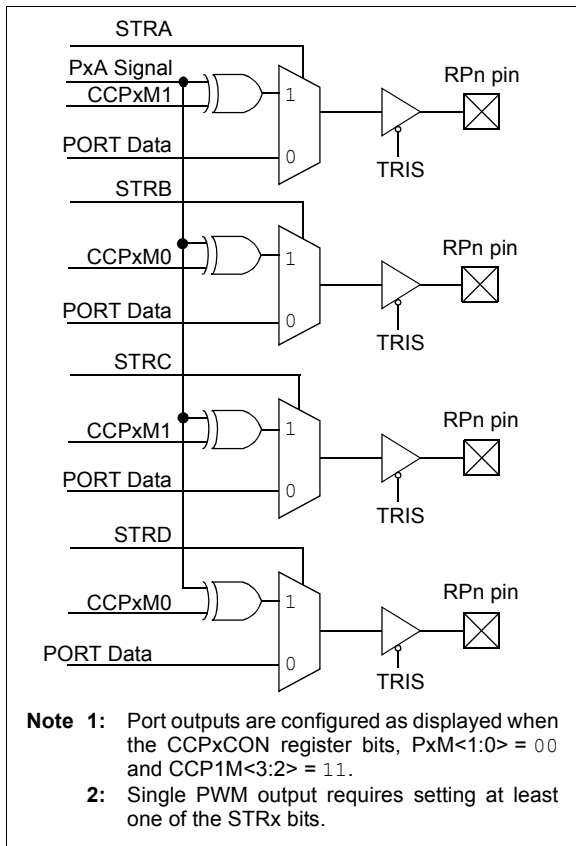 STRA
PxA Signal
CCPxM1
1
RPn pin
PORT Data
0
TRIS
STRB
CCPxM0
1
RPn pin
PORT Data
0
TRIS
STRC
CCPxM1
1
RPn pin
PORT Data
0
TRIS
STRD
CCPxM0
1
RPn pin
PORT Data
0
TRIS
Note 1: Port outputs are configured as displayed when
the CCPxCON register bits, PxM<1:0> = 00
and CCP1M<3:2> = 11.
2: Single PWM output requires setting at least
one of the STRx bits.